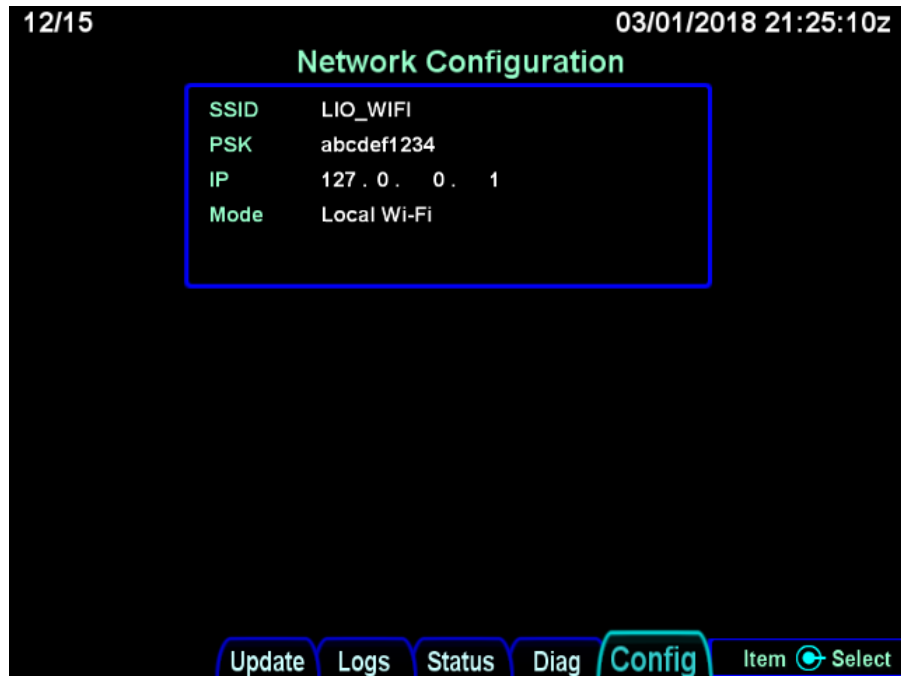 12/15 03/01/2018 21:25:10z
Network Configuration
SSID LIO_WIFI
PSK abcdef1234
IP 127 . 0 . 0 . 1
Mode Local Wi-Fi
Update Logs Status Diag Config Item Select